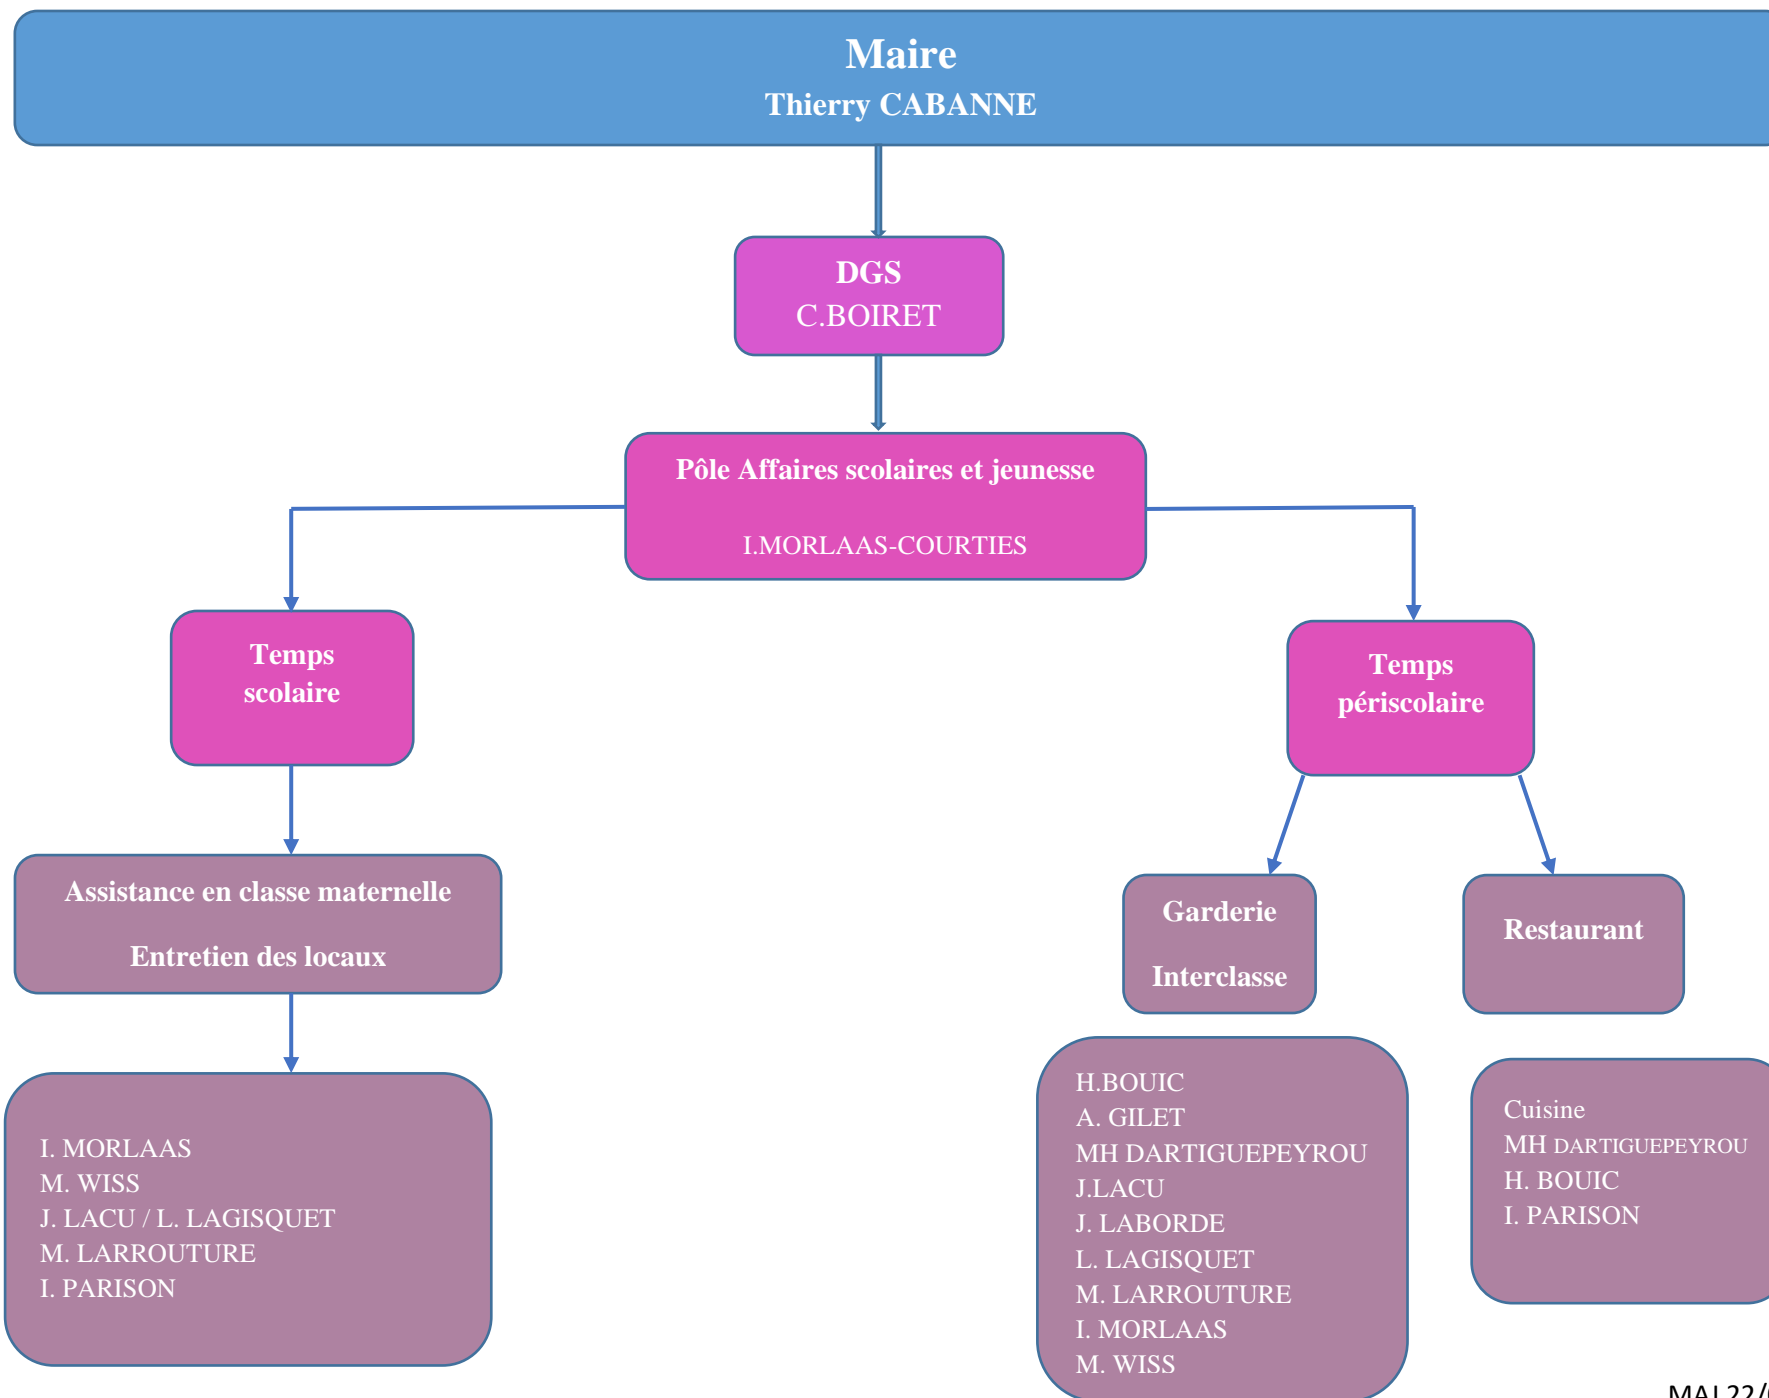 Maire
Thierry CABANNE
DGS
C.BOIRET
Pôle Affaires scolaires et jeunesse
I.MORLAAS-COURTIES
Temps
scolaire
Temps
périscolaire
Assistance en classe maternelle
Entretien des locaux
Garderie
Interclasse
Restaurant
I. MORLAAS
M. WISS
J. LACU / L. LAGISQUET
M. LARROUTURE
I. PARISON
H.BOUIC
A. GILET
MH DARTIGUEPEYROU
J.LACU
J. LABORDE
L. LAGISQUET
M. LARROUTURE
I. MORLAAS
M. WISS
Cuisine
MH DARTIGUEPEYROU
H. BOUIC
I. PARISON